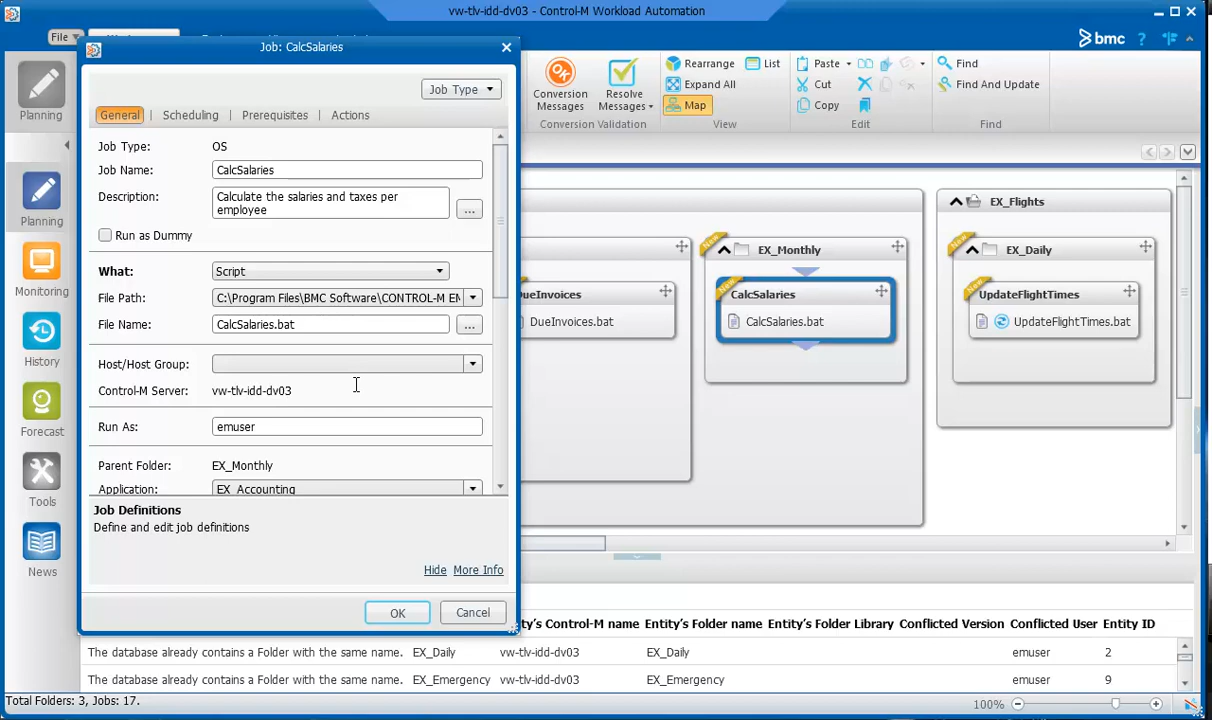 vw-tlv-idd-dv03 - Control-M Workload Automation
File
bmc ?
Job: CalcSalaries
Job Type
General Scheduling Prerequisites Actions
Job Type: OS
Job Name: CalcSalaries
Description: Calculate the salaries and taxes per
employee
...
Run as Dummy
What: Script
File Path: C:\Program Files\BMC Software\CONTROL-M EN
File Name: CalcSalaries.bat ...
Host/Host Group:
Control-M Server: vw-tlv-idd-dv03
Run As: emuser
Parent Folder: EX_Monthly
Application: EX_Accounting
Job Definitions
Define and edit job definitions
Hide More Info
OK Cancel
Planning
Planning
Monitoring
History
Forecast
Tools
News
OK
Conversion
Messages
Resolve
Messages
Conversion Validation
Rearrange List
Expand All
Map
View
Paste
Cut
Copy
Edit
Find
Find And Update
Find
EX_Flights
New EX_Monthly
New EX_Daily
DueInvoices
DueInvoices.bat
New CalcSalaries
CalcSalaries.bat
New UpdateFlightTimes
UpdateFlightTimes.bat
ty's Control-M name Entity's Folder name Entity's Folder Library Conflicted Version Conflicted User Entity ID
The database already contains a Folder with the same name. EX_Daily vw-tlv-idd-dv03 EX_Daily emuser 2
The database already contains a Folder with the same name. EX_Emergency vw-tlv-idd-dv03 EX_Emergency emuser 9
Total Folders: 3, Jobs: 17.
100%